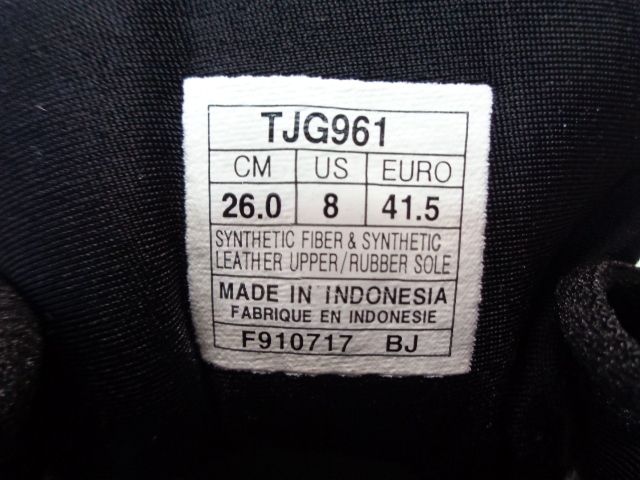 TJG961
CM US EURO
26.0 8 41.5
SYNTHETIC FIBER & SYNTHETIC
LEATHER UPPER/RUBBER SOLE
MADE IN INDONESIA
FABRIQUE EN INDONESIE
F910717 BJ